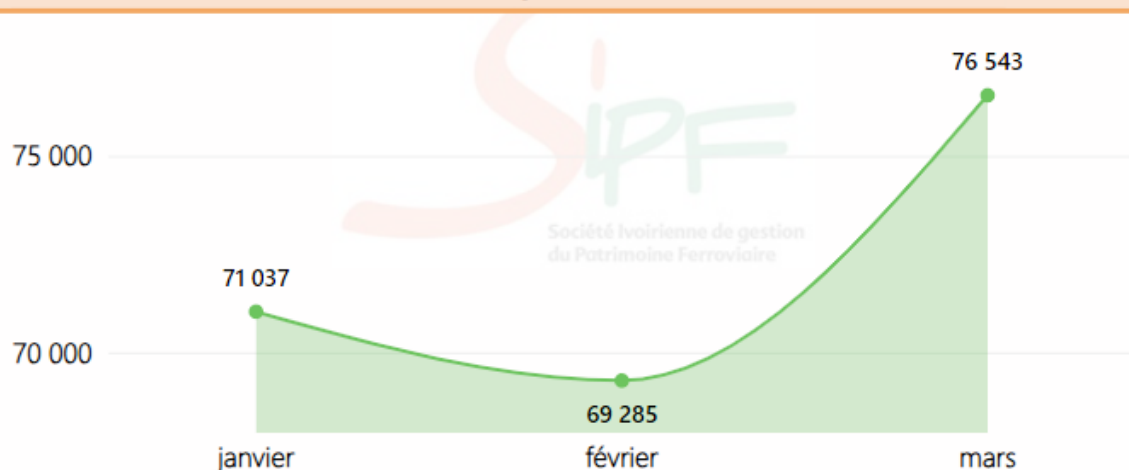 76 543
75 000
SIPF
Société Ivoirienne de gestion
du Patrimoine Ferroviaire
71 037
70 000
69 285
janvier février mars